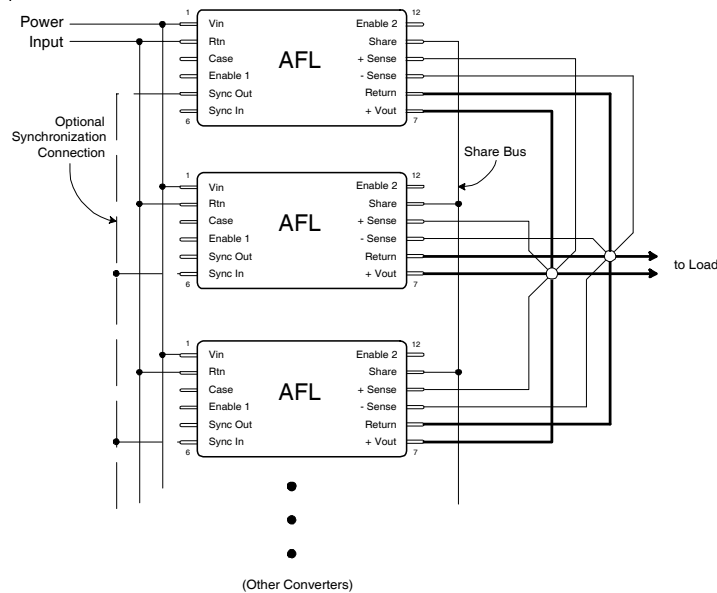 Power
Input
1
12
Vin
Enable 2
Rtn
Share
Case
AFL
+ Sense
Enable 1
- Sense
Sync Out
Return
Sync In
+ Vout
6
7
Optional
Synchronization
Connection
Share Bus
1
12
Vin
Enable 2
Rtn
Share
Case
AFL
+ Sense
Enable 1
- Sense
Sync Out
Return
Sync In
+ Vout
6
7
to Load
1
12
Vin
Enable 2
Rtn
Share
Case
AFL
+ Sense
Enable 1
- Sense
Sync Out
Return
Sync In
+ Vout
6
7
(Other Converters)